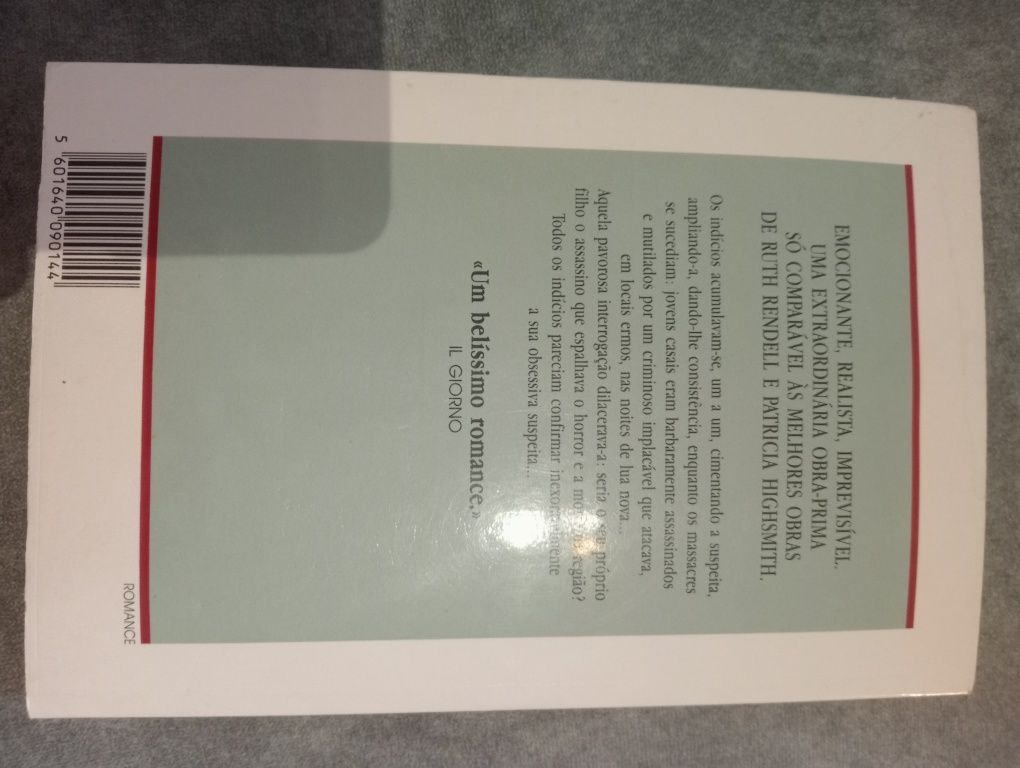 EMOCIONANTE, REALISTA, IMPREVISÍVEL.
UMA EXTRAORDINÁRIA OBRA-PRIMA
SÓ COMPARÁVEL ÀS MELHORES OBRAS
DE RUTH RENDELL E PATRICIA HIGHSMITH.
Os indícios acumulavam-se, um a um, cimentando a suspeita,
ampliando-a, dando-lhe consistência, enquanto os massacres
se sucediam: jovens casais eram barbaramente assassinados
e mutilados por um criminoso implacável que atacava,
em locais ermos, nas noites de lua nova...
Aquela pavorosa interrogação dilacerava-a: seria o seu próprio
filho o assassino que espalhava o horror e a região?
Todos os indícios pareciam confirmar inexoravelmente
a sua obsessiva suspeita...
«Um belíssimo romance.»
IL GIORNO
5 601640 090144
ROMANCE